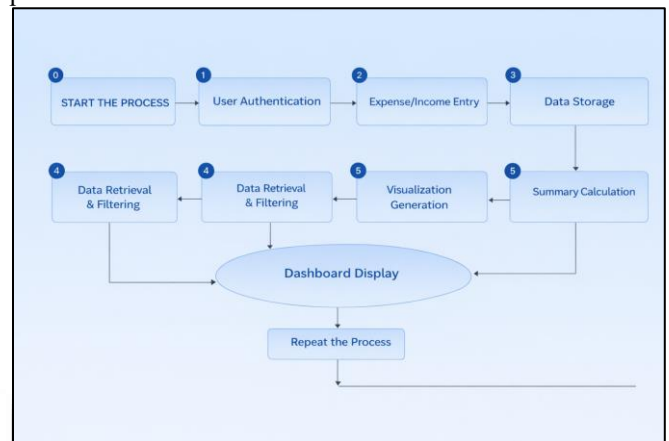 0
START THE PROCESS
1
User Authentication
2
Expense/Income Entry
3
Data Storage
4
Data Retrieval
& Filtering
4
Data Retrieval
& Filtering
5
Visualization
Generation
5
Summary Calculation
Dashboard Display
Repeat the Process